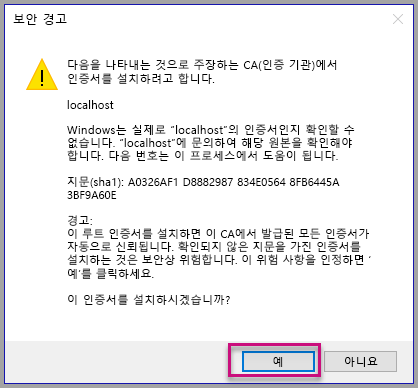 보안 경고
다음을 나타내는 것으로 주장하는 CA(인증 기관)에서
인증서를 설치하려고 합니다.
localhost
Windows는 실제로 "localhost"의 인증서인지 확인할 수
없습니다. "localhost"에 문의하여 해당 원본을 확인해야
합니다. 다음 번호는 이 프로세스에서 도움이 됩니다.
지문(sha1): A0326AF1 D8882987 834E0564 8FB6445A
3BF9A60E
경고:
이 루트 인증서를 설치하면 이 CA에서 발급된 모든 인증서가
자동으로 신뢰됩니다. 확인되지 않은 지문을 가진 인증서를
설치하는 것은 보안상 위험합니다. 이 위험 사항을 인정하면 '
예'를 클릭하세요.
이 인증서를 설치하시겠습니까?
예
아니요